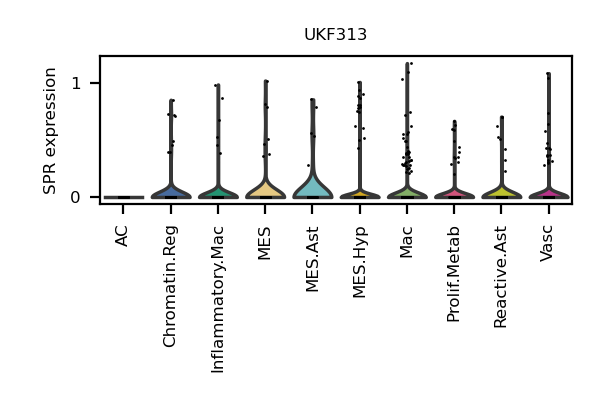 UKF313
SPR expression
1
0
AC
Chromatin.Reg
Inflammatory.Mac
MES
MES.Ast
MES.Hyp
Mac
Prolif.Metab
Reactive.Ast
Vasc